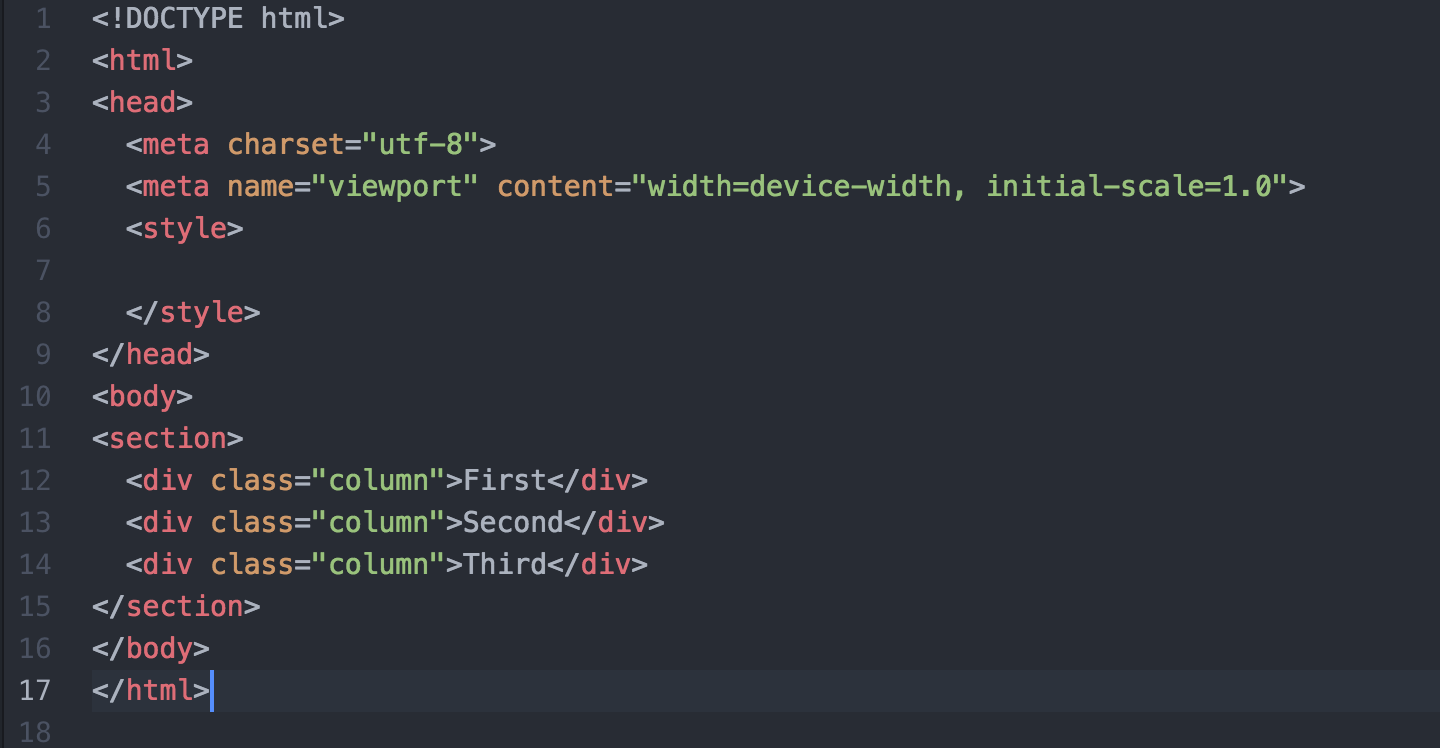 1 <!DOCTYPE html>
2 <html>
3 <head>
4   <meta charset="utf-8">
5   <meta name="viewport" content="width=device-width, initial-scale=1.0">
6   <style>
7
8   </style>
9 </head>
10 <body>
11 <section>
12   <div class="column">First</div>
13   <div class="column">Second</div>
14   <div class="column">Third</div>
15 </section>
16 </body>
17 </html>
18